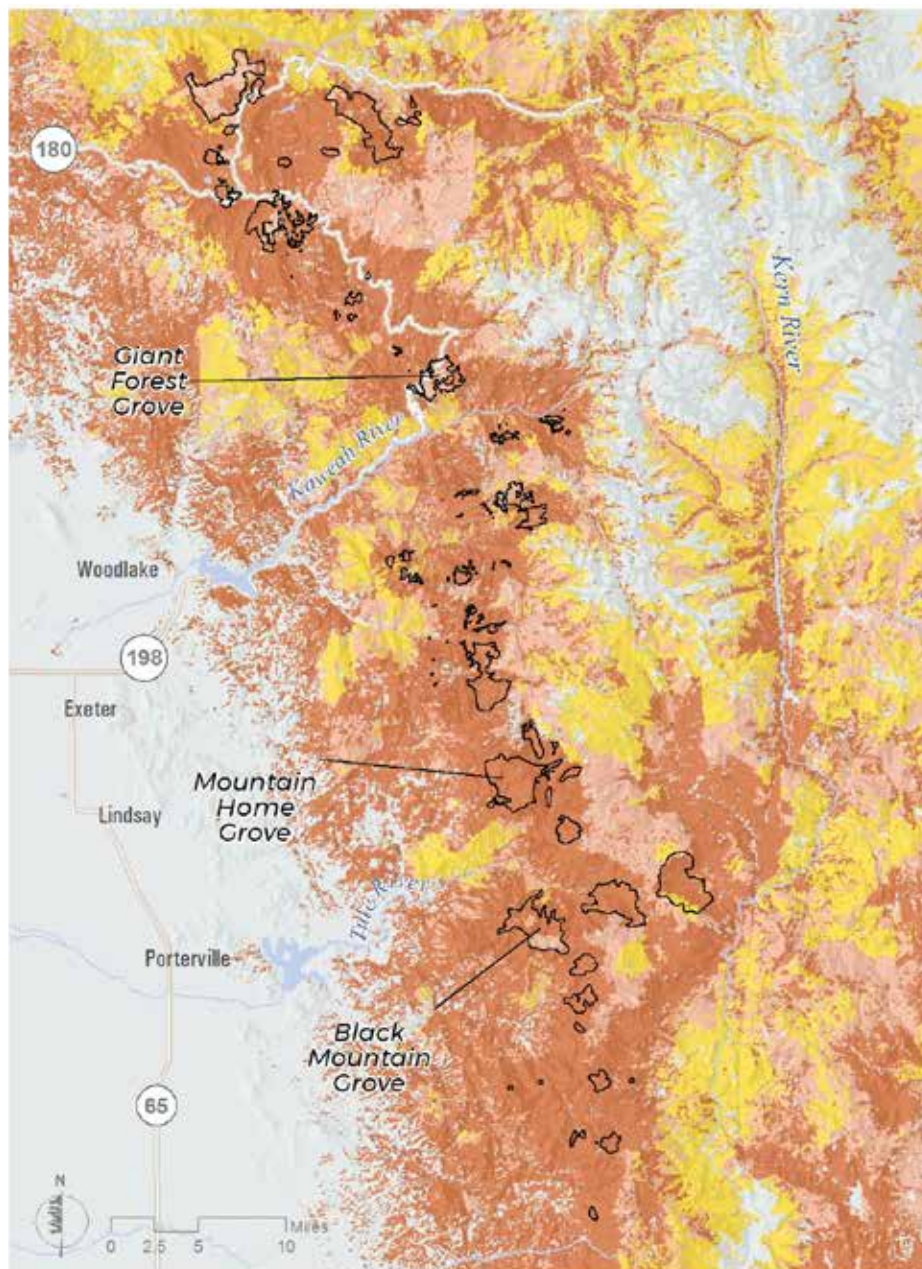 180
Kern River
Giant
Forest
Grove
Kaweah River
Woodlake
198
Exeter
Mountain
Home
Grove
Lindsay
Tule River
Porterville
Black
Mountain
Grove
65
N
Miles
0 2.5 5 10